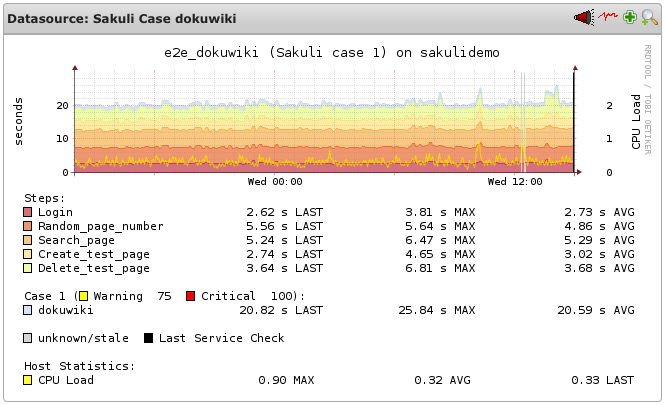 Datasource: Sakuli Case dokuwiki
e2e_dokuwiki (Sakuli case 1) on sakulidemo
RRDTOOL / TOBI OETIKER
seconds
CPU Load
20
10
0
2
1
0
Wed 00:00 Wed 12:00
Steps:
Login 2.62 s LAST 3.81 s MAX 2.73 s AVG
Random_page_number 5.56 s LAST 5.64 s MAX 4.86 s AVG
Search_page 5.24 s LAST 6.47 s MAX 5.29 s AVG
Create_test_page 2.74 s LAST 4.65 s MAX 3.02 s AVG
Delete_test_page 3.64 s LAST 6.81 s MAX 3.68 s AVG
Case 1 ( Warning 75 Critical 100):
dokuwiki 20.82 s LAST 25.84 s MAX 20.59 s AVG
unknown/stale Last Service Check
Host Statistics:
CPU Load 0.90 MAX 0.32 AVG 0.33 LAST